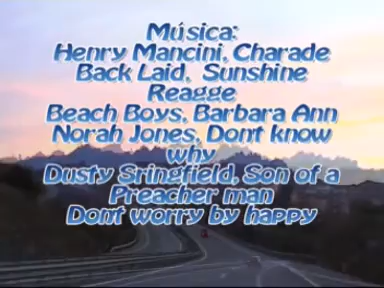 Música:
Henry Mancini, Charade
Back Laid, Sunshine
Reagge
Beach Boys, Barbara Ann
Norah Jones, Dont know
why
Dusty Sringfield, Son of a
Preacher man
Dont worry by happy